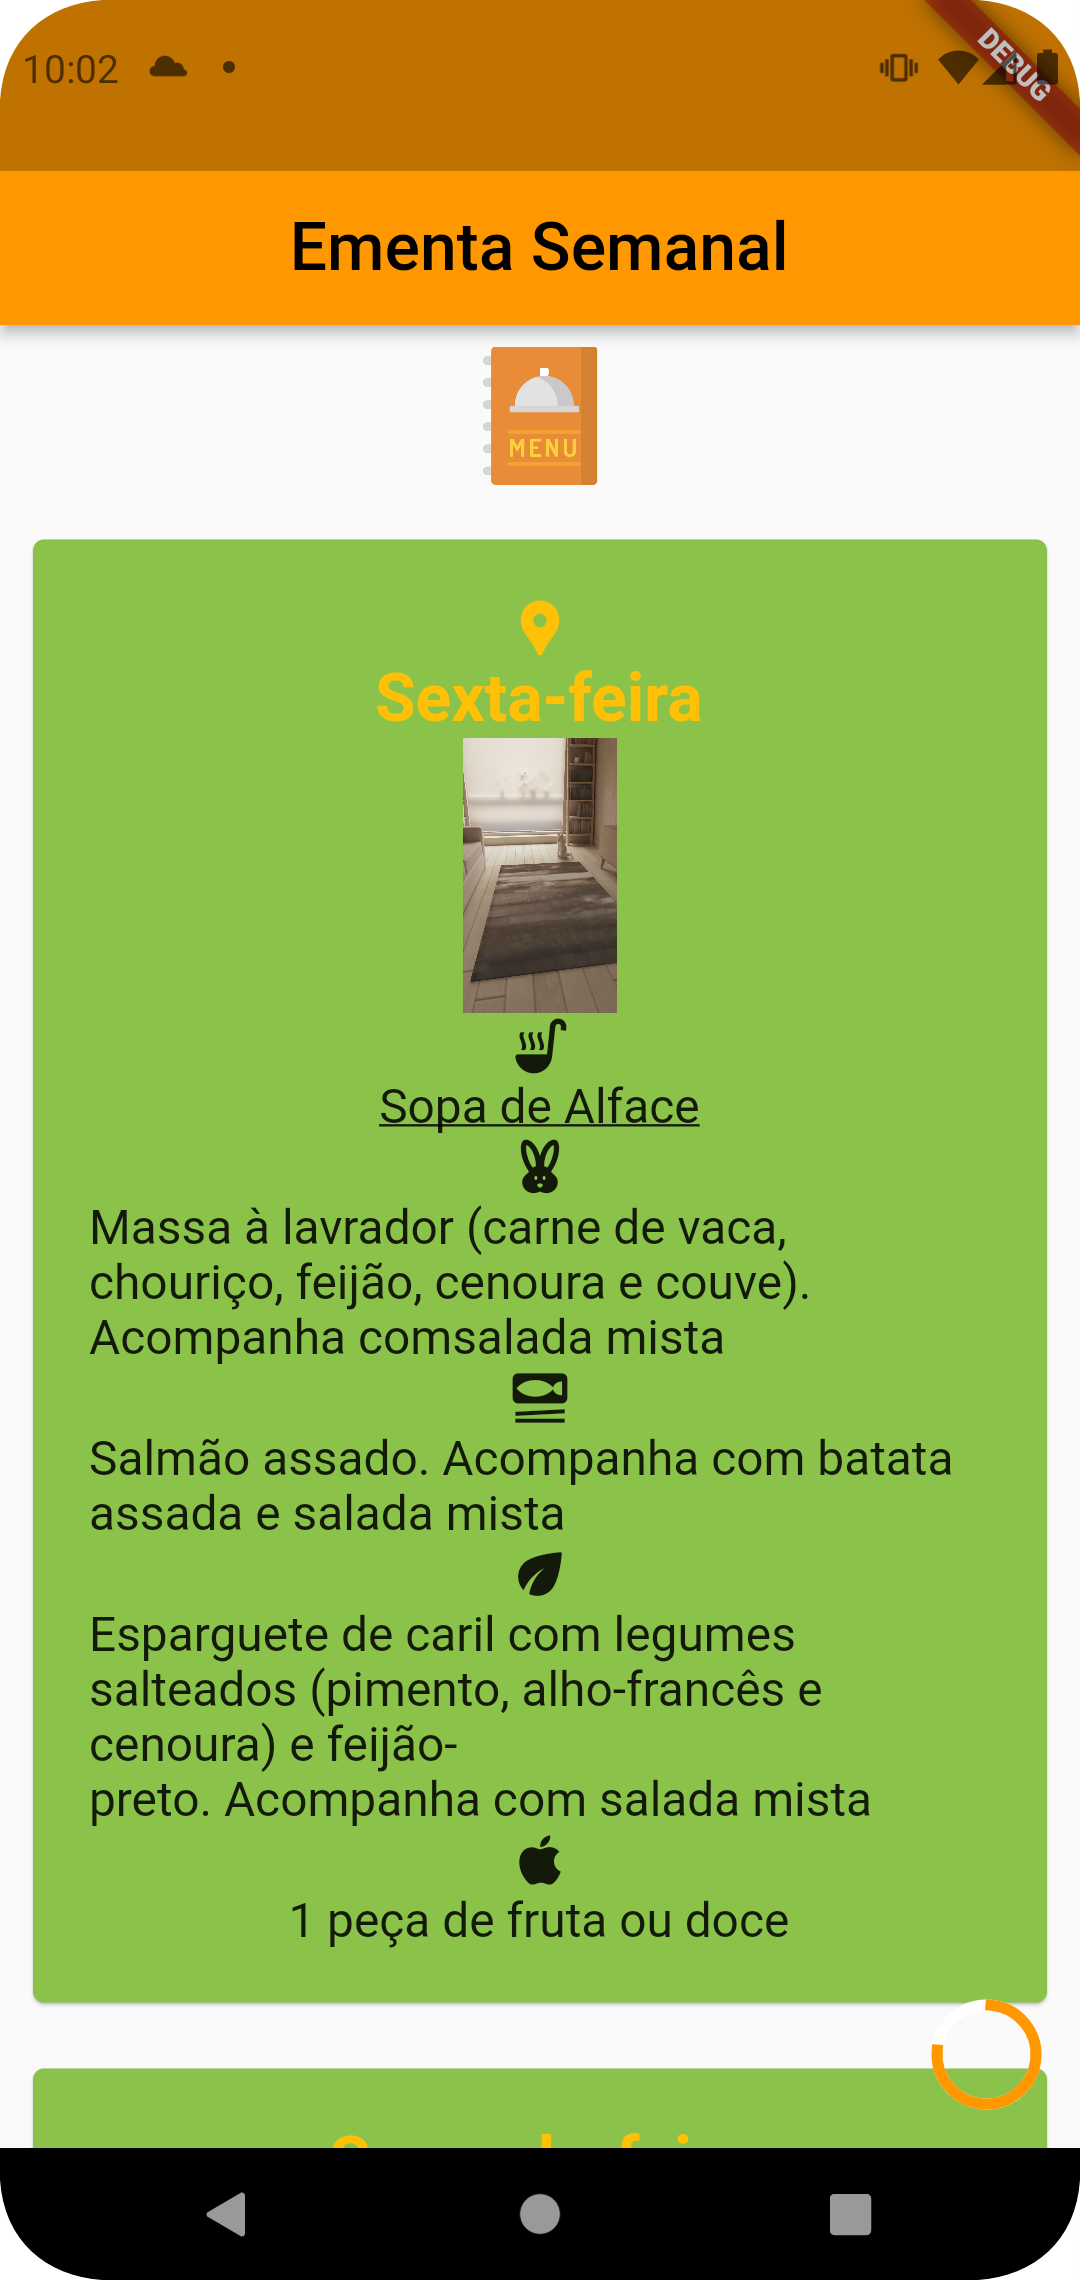 10:02
DEBUG
Ementa Semanal
MENU
Sexta-feira
Sopa de Alface
Massa à lavrador (carne de vaca,
chouriço, feijão, cenoura e couve).
Acompanha comsalada mista
Salmão assado. Acompanha com batata
assada e salada mista
Esparguete de caril com legumes
salteados (pimento, alho-francês e
cenoura) e feijão-
preto. Acompanha com salada mista
1 peça de fruta ou doce